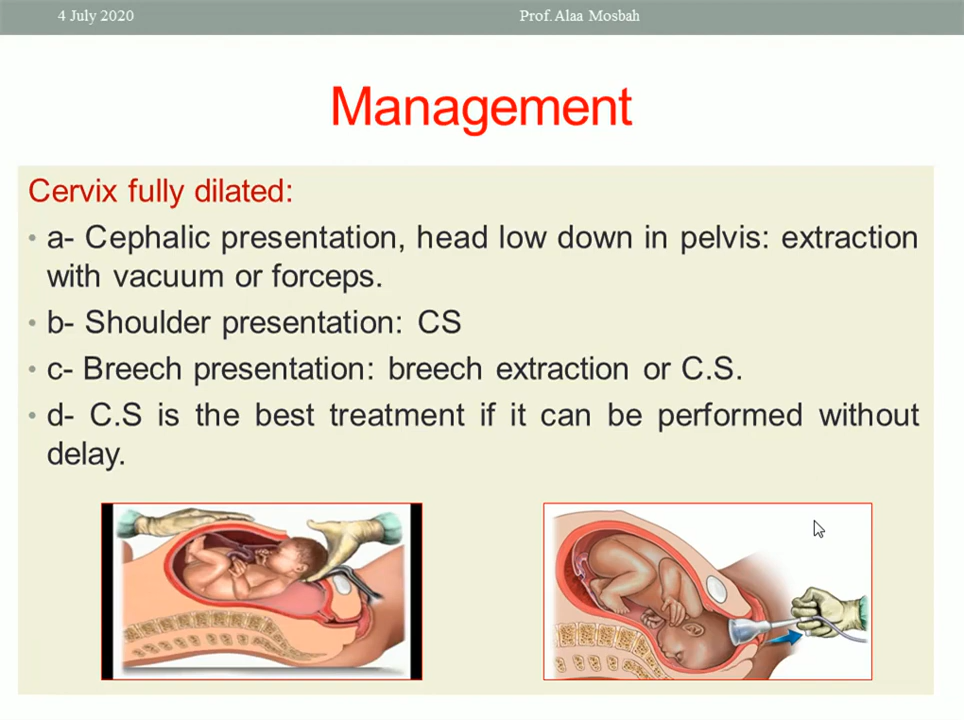 4 July 2020
Prof. Alaa Mosbah
Management
Cervix fully dilated:
• a- Cephalic presentation, head low down in pelvis: extraction
with vacuum or forceps.
• b- Shoulder presentation: CS
• c- Breech presentation: breech extraction or C.S.
• d- C.S is the best treatment if it can be performed without
delay.